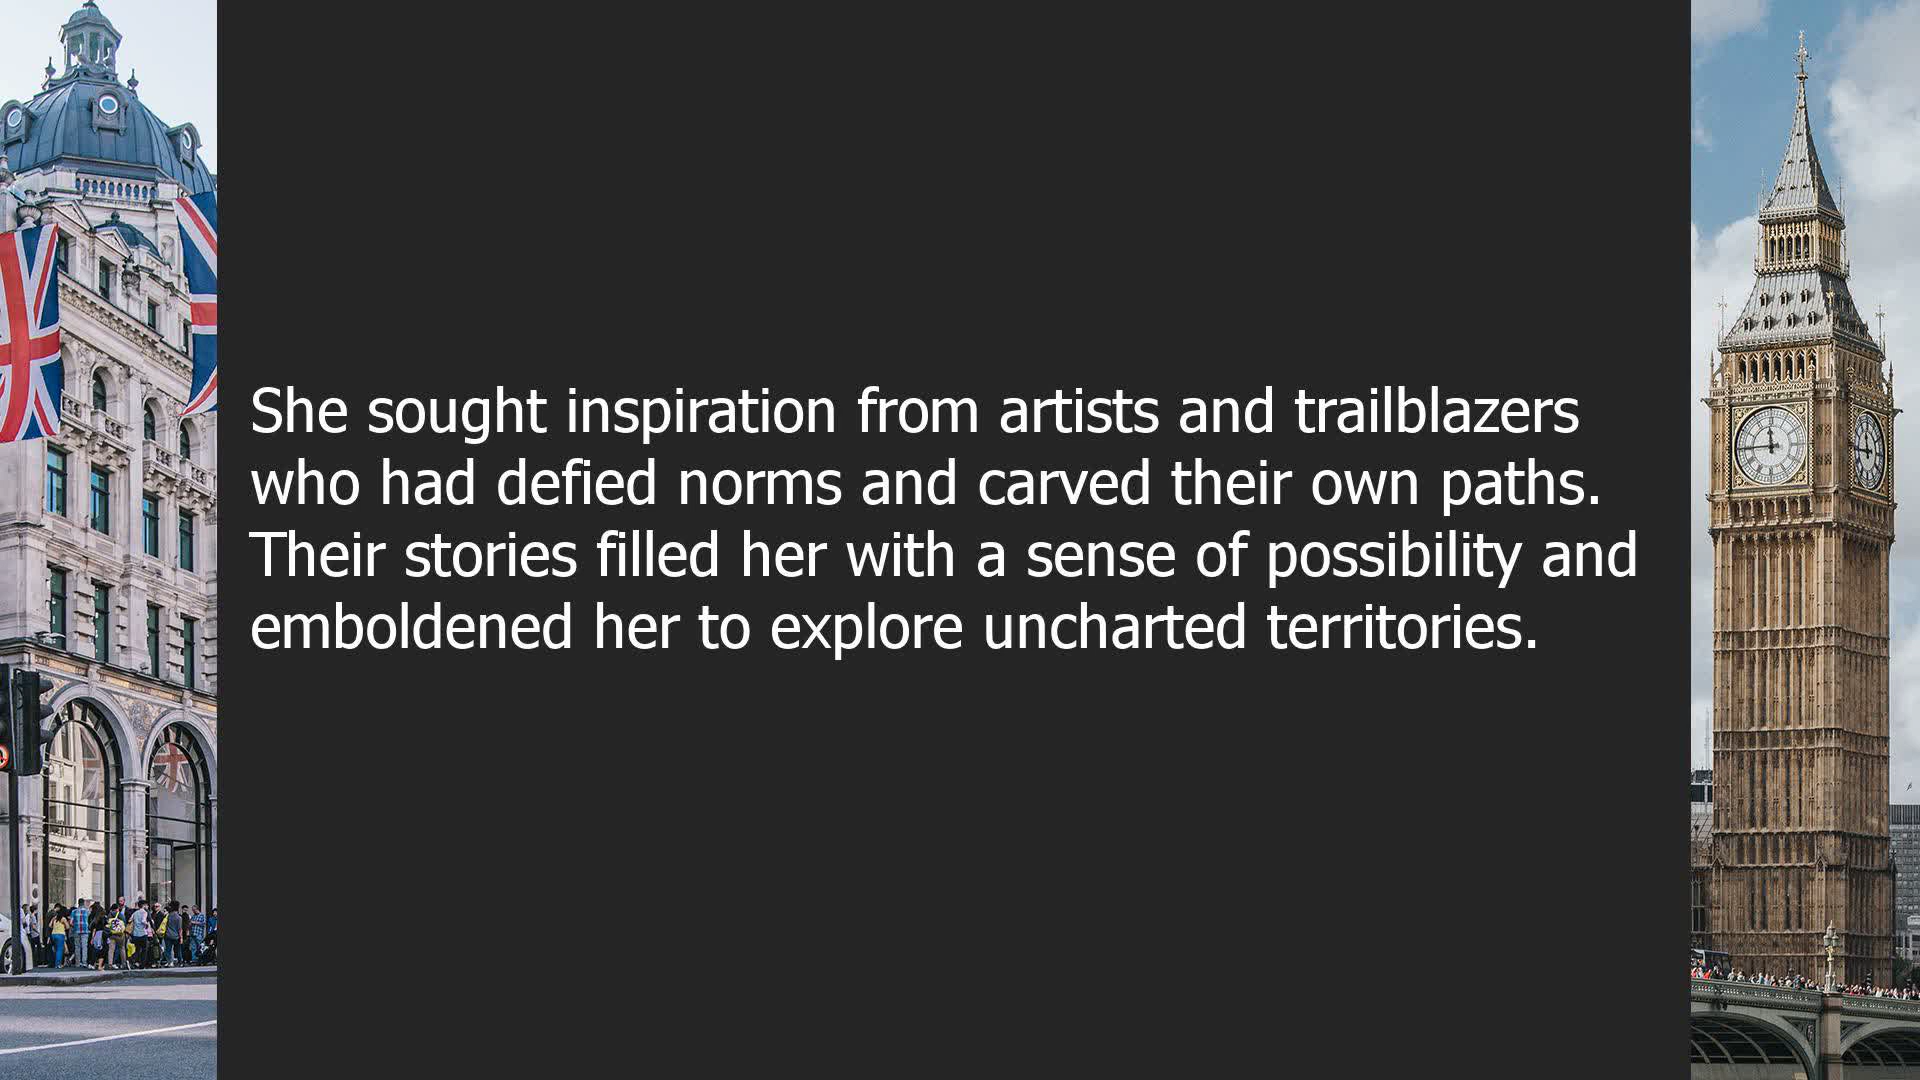 She sought inspiration from artists and trailblazers
who had defied norms and carved their own paths.
Their stories filled her with a sense of possibility and
emboldened her to explore uncharted territories.